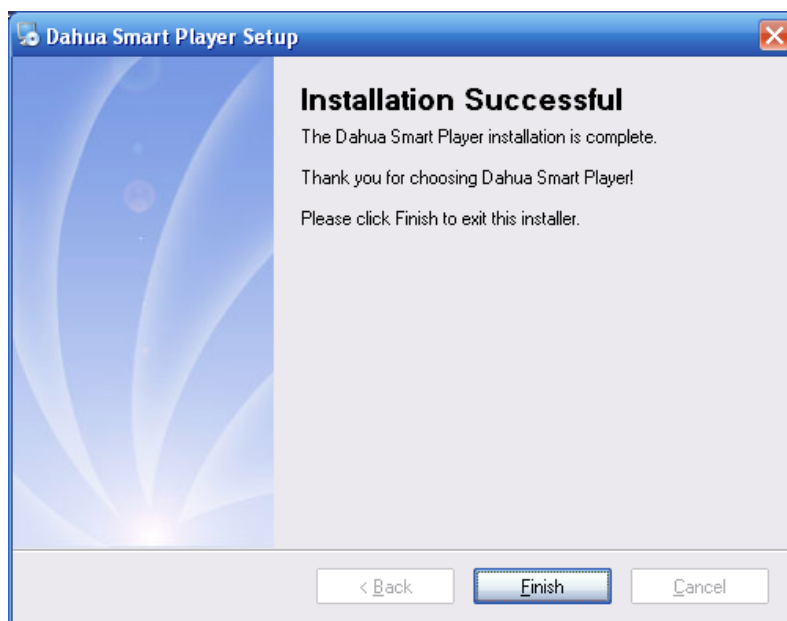 Dahua Smart Player Setup
Installation Successful
The Dahua Smart Player installation is complete.
Thank you for choosing Dahua Smart Player!
Please click Finish to exit this installer.
< Back Finish Cancel